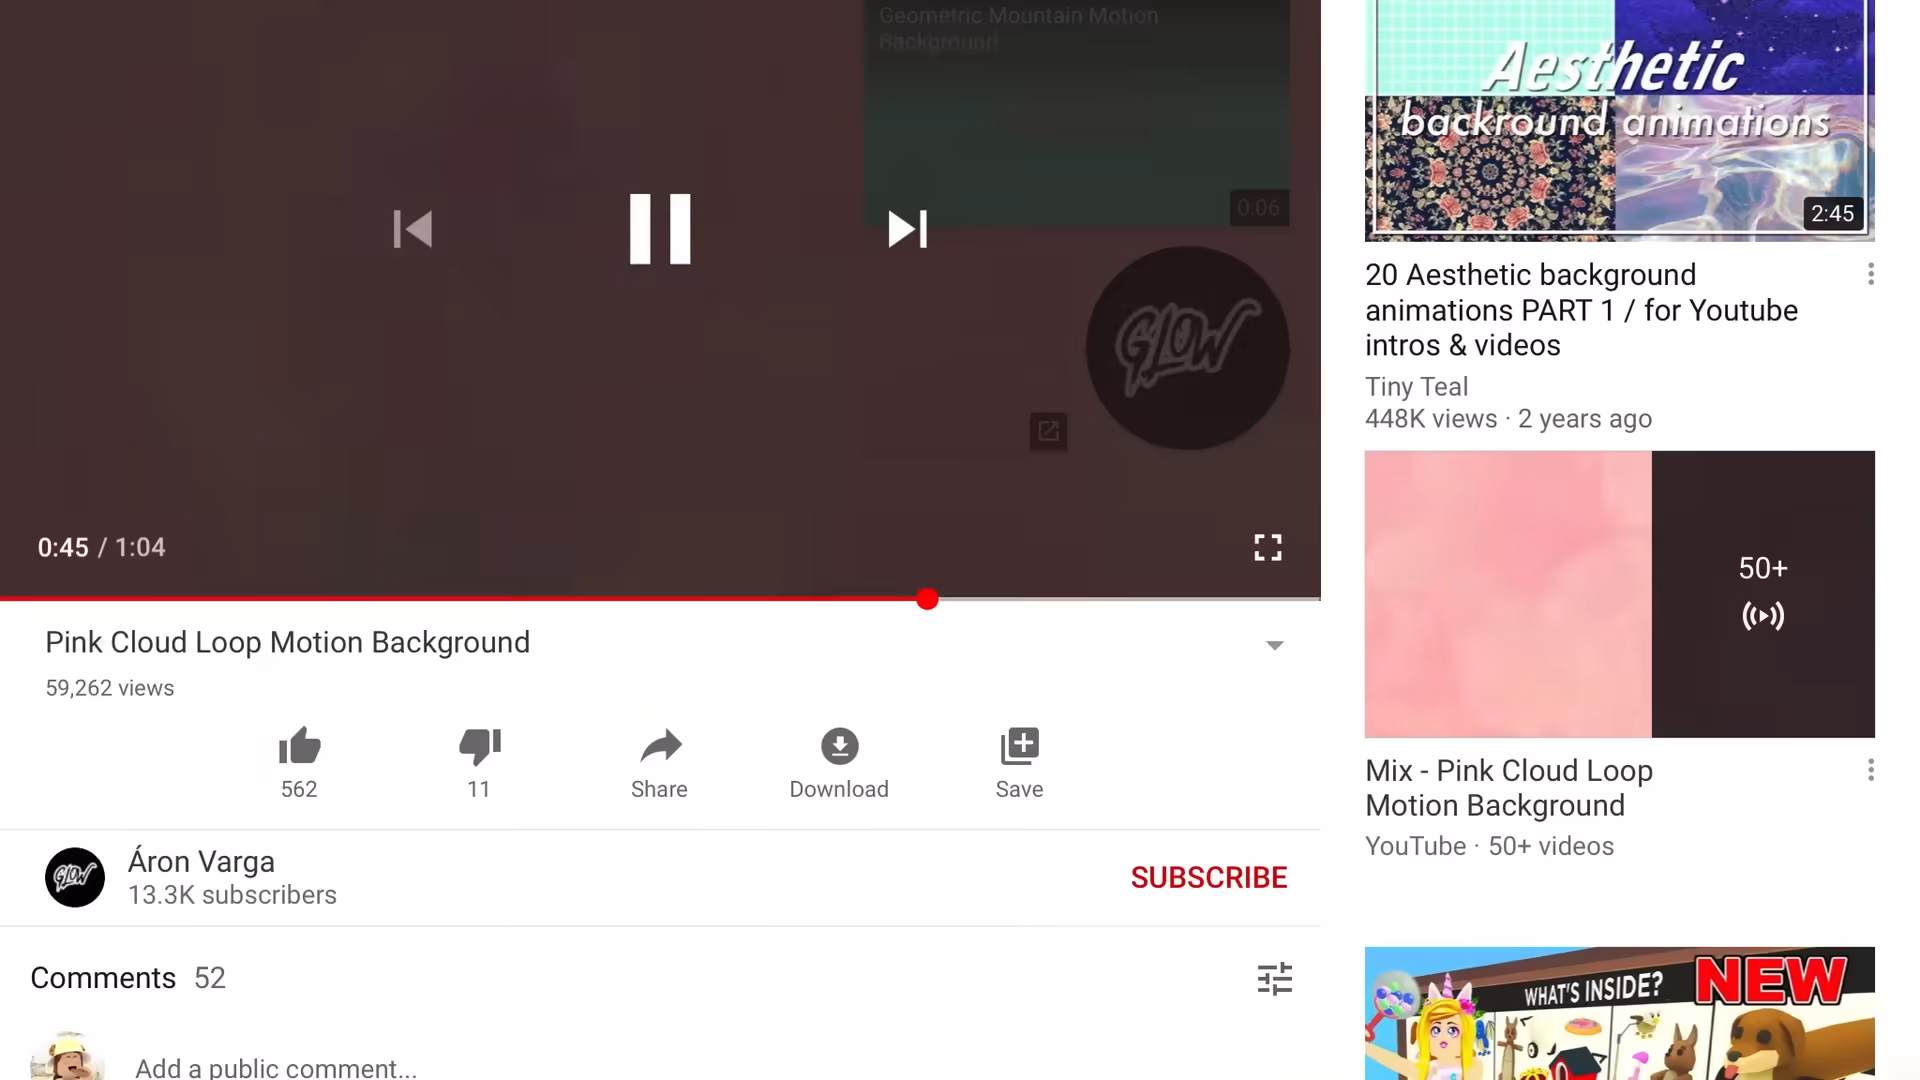 Geometric Mountain Motion
Background
0:06
GLOW
0:45 / 1:04
Pink Cloud Loop Motion Background
59,262 views
562
11
Share
Download
Save
GLOW
Áron Varga
13.3K subscribers
SUBSCRIBE
Comments 52
Add a public comment...
Aesthetic
backround animations
2:45
20 Aesthetic background
animations PART 1 / for Youtube
intros & videos
Tiny Teal
448K views · 2 years ago
50+
Mix - Pink Cloud Loop
Motion Background
YouTube · 50+ videos
WHAT'S INSIDE?
NEW